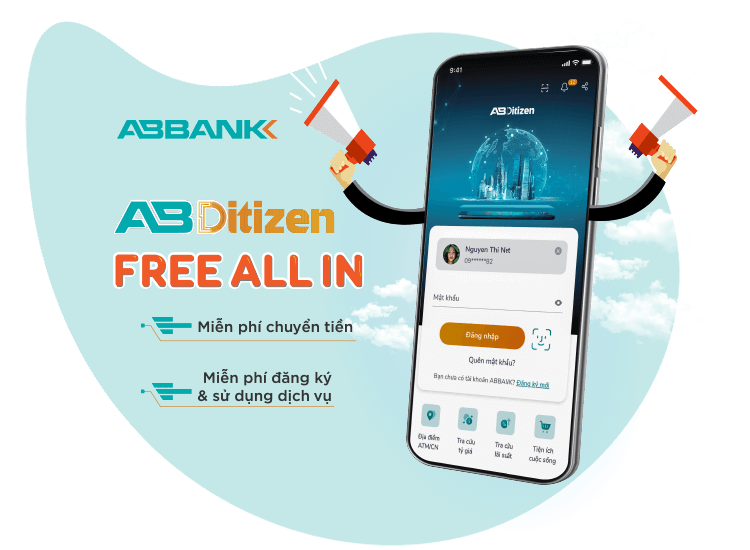 ABBANK
ABDitizen
FREE ALL IN
Miễn phí chuyển tiền
Miễn phí đăng ký
& sử dụng dịch vụ
9:41
ABDitizen
Nguyen Thi Net
09******82
Mật khẩu
Đăng nhập
Quên mật khẩu?
Bạn chưa có tài khoản ABBANK? Đăng ký mới
Địa điểm
ATM/CN
Tra cứu
tỷ giá
Tra cứu
lãi suất
Tiện ích
cuộc sống